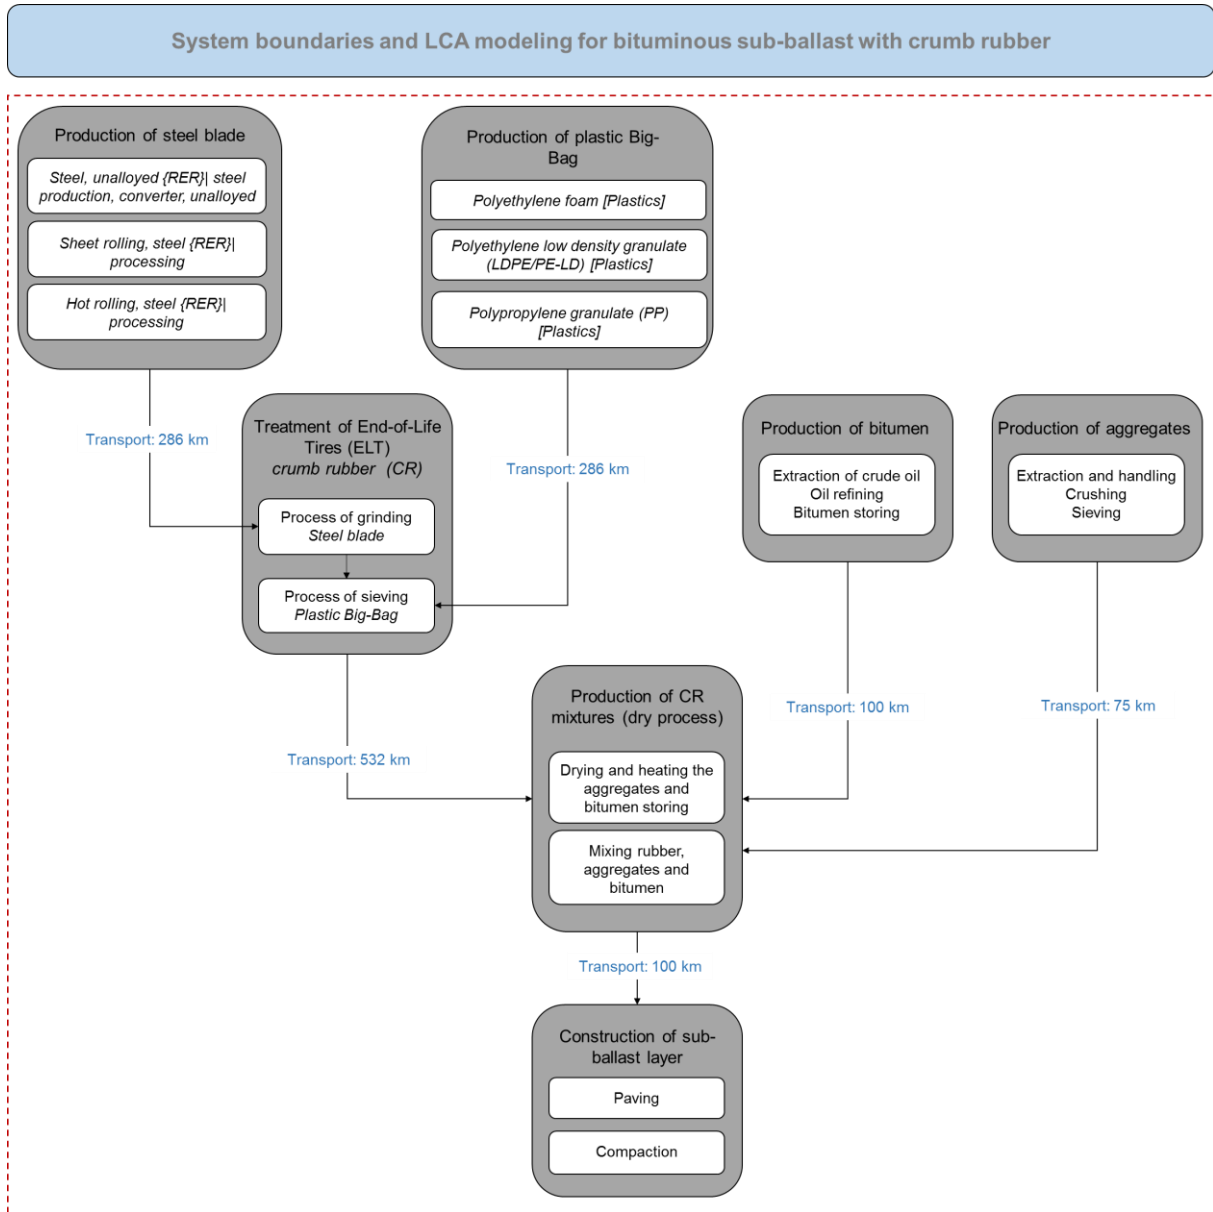 System boundaries and LCA modeling for bituminous sub-ballast with crumb rubber
Production of steel blade
Steel, unalloyed {RER}| steel
production, converter, unalloyed
Sheet rolling, steel {RER}|
processing
Hot rolling, steel {RER}|
processing
Production of plastic Big-
Bag
Polyethylene foam [Plastics]
Polyethylene low density granulate
(LDPE/PE-LD) [Plastics]
Polypropylene granulate (PP)
[Plastics]
Transport: 286 km
Treatment of End-of-Life
Tires (ELT)
crumb rubber (CR)
Process of grinding
Steel blade
Process of sieving
Plastic Big-Bag
Transport: 286 km
Production of bitumen
Extraction of crude oil
Oil refining
Bitumen storing
Production of aggregates
Extraction and handling
Crushing
Sieving
Transport: 532 km
Production of CR
mixtures (dry process)
Drying and heating the
aggregates and
bitumen storing
Mixing rubber,
aggregates and
bitumen
Transport: 100 km
Transport: 75 km
Transport: 100 km
Construction of sub-
ballast layer
Paving
Compaction